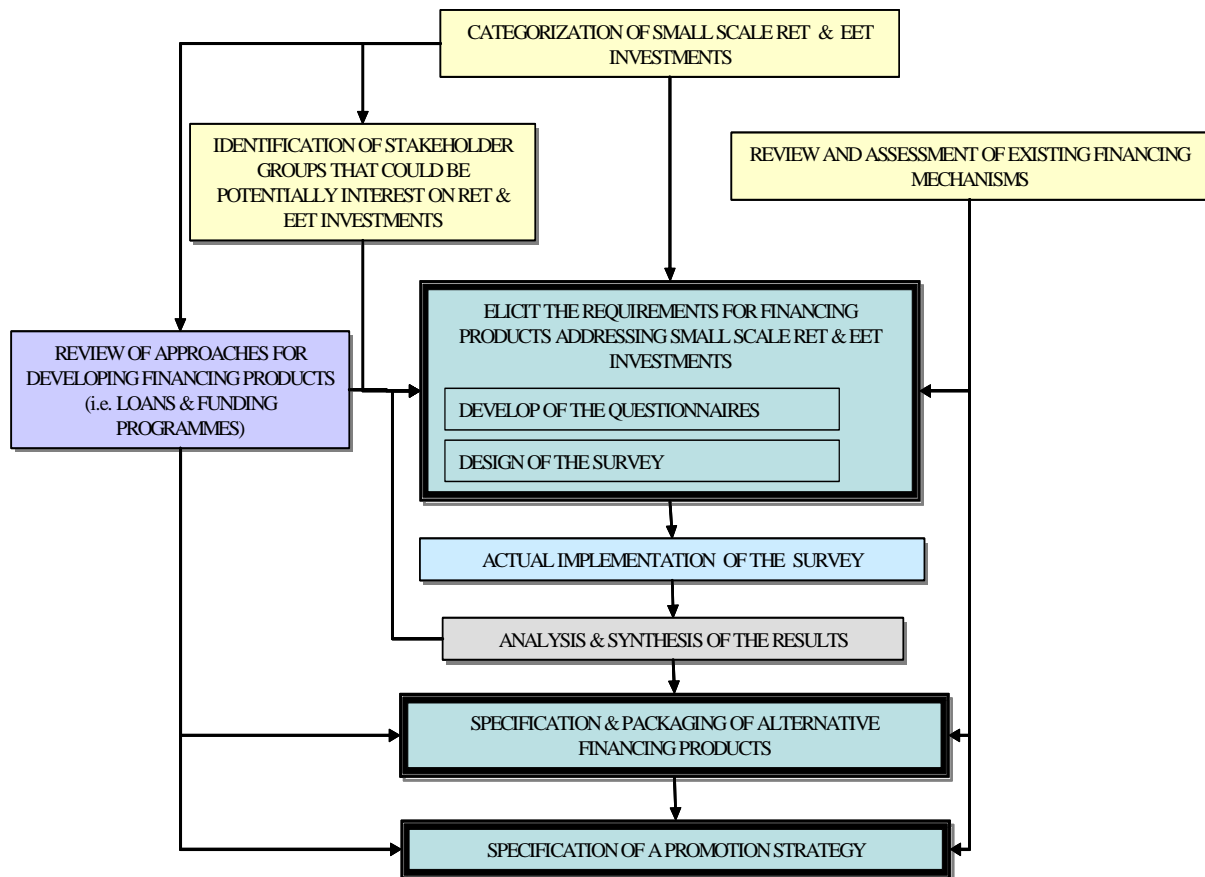 CATEGORIZATION OF SMALL SCALE RET & EET
INVESTMENTS
IDENTIFICATION OF STAKEHOLDER
GROUPS THAT COULD BE
POTENTIALLY INTEREST ON RET &
EET INVESTMENTS
REVIEW AND ASSESSMENT OF EXISTING FINANCING
MECHANISMS
ELICIT THE REQUIREMENTS FOR FINANCING
PRODUCTS ADDRESSING SMALL SCALE RET & EET
INVESTMENTS
REVIEW OF APPROACHES FOR
DEVELOPING FINANCING PRODUCTS
(i.e. LOANS & FUNDING
PROGRAMMES)
DEVELOP OF THE QUESTIONNAIRES
DESIGN OF THE SURVEY
ACTUAL IMPLEMENTATION OF THE SURVEY
ANALYSIS & SYNTHESIS OF THE RESULTS
SPECIFICATION & PACKAGING OF ALTERNATIVE
FINANCING PRODUCTS
SPECIFICATION OF A PROMOTION STRATEGY